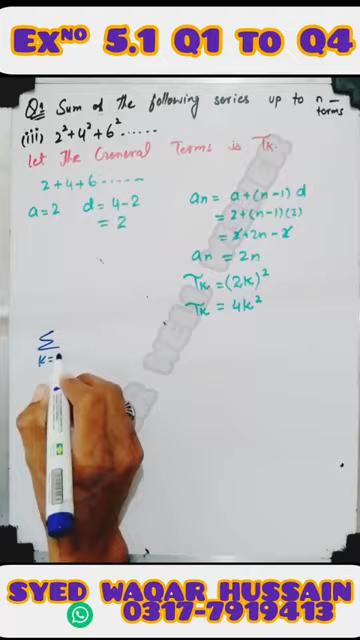 Ex No 5.1 Q1 TO Q4
Q1 Sum of the following series up to n-terms
(iii) 2² + 4² + 6² ......
Let The General Terms is Tk.
2 + 4 + 6 ......
a = 2 d = 4 - 2
= 2
an = a + (n-1) d
= 2 + (n-1)(2)
= 2 + 2n - 2
an = 2n
Tk = (2k)²
Tk = 4k²
Σ
k=
SYED WAQAR HUSSAIN
0317-7919413